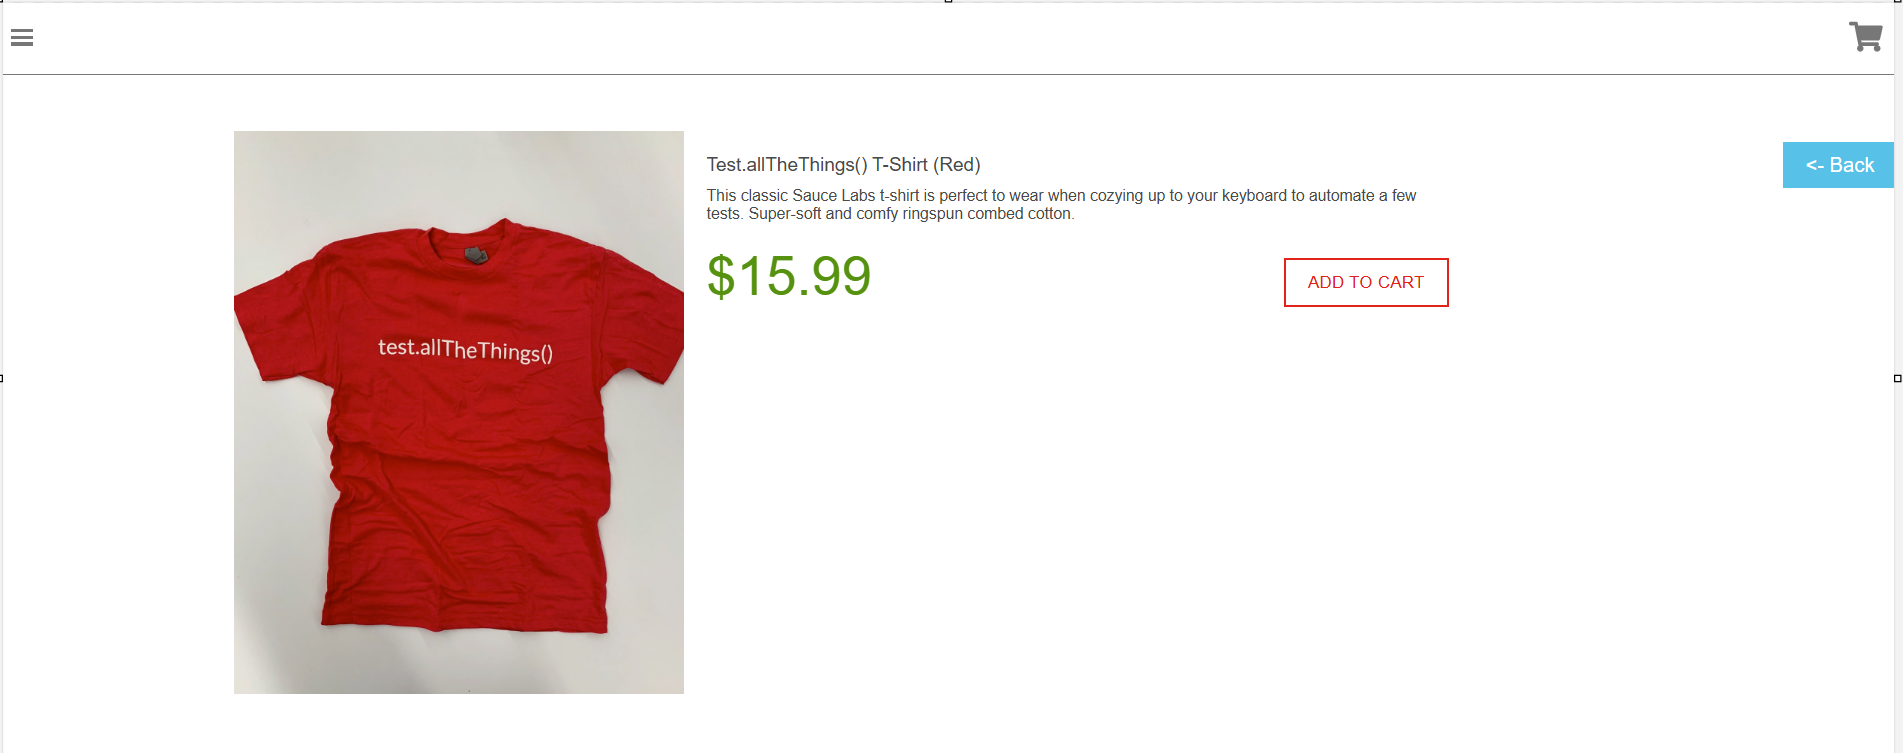 <- Back
Test.allTheThings() T-Shirt (Red)
This classic Sauce Labs t-shirt is perfect to wear when cozying up to your keyboard to automate a few
tests. Super-soft and comfy ringspun combed cotton.
$15.99
ADD TO CART
test.allTheThings()